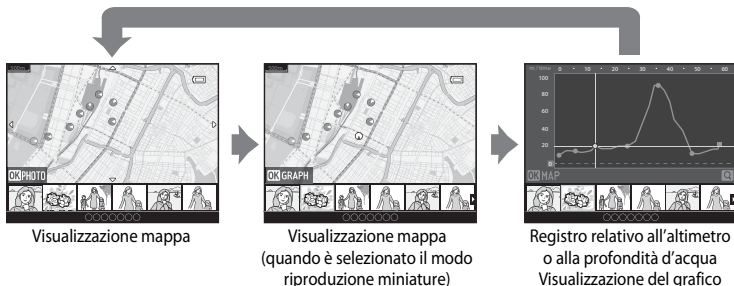 500m
OK PHOTO
Visualizzazione mappa
OK GRAPH
Visualizzazione mappa
(quando è selezionato il modo
riproduzione miniature)
0 10 20 30 40 50 60
100
80
60
40
20
0
OK MAP
Registro relativo all'altimetro
o alla profondità d'acqua
Visualizzazione del grafico